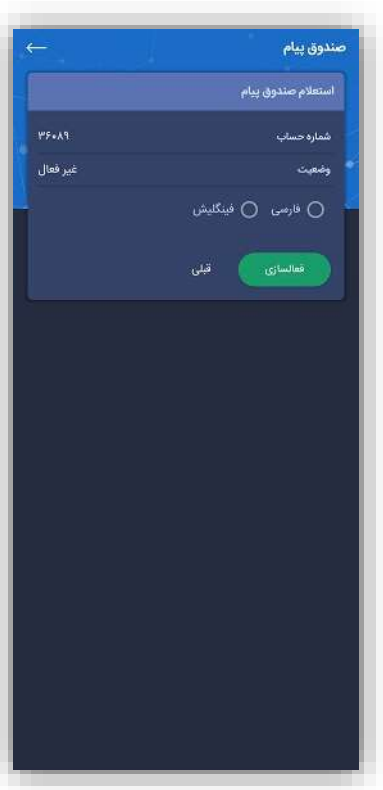 صندوق پیام
استعلام صندوق پیام
شماره حساب ۳۶۰۸۹
وضعیت غیر فعال
فارسی فینگلیش
فعالسازی قبلی